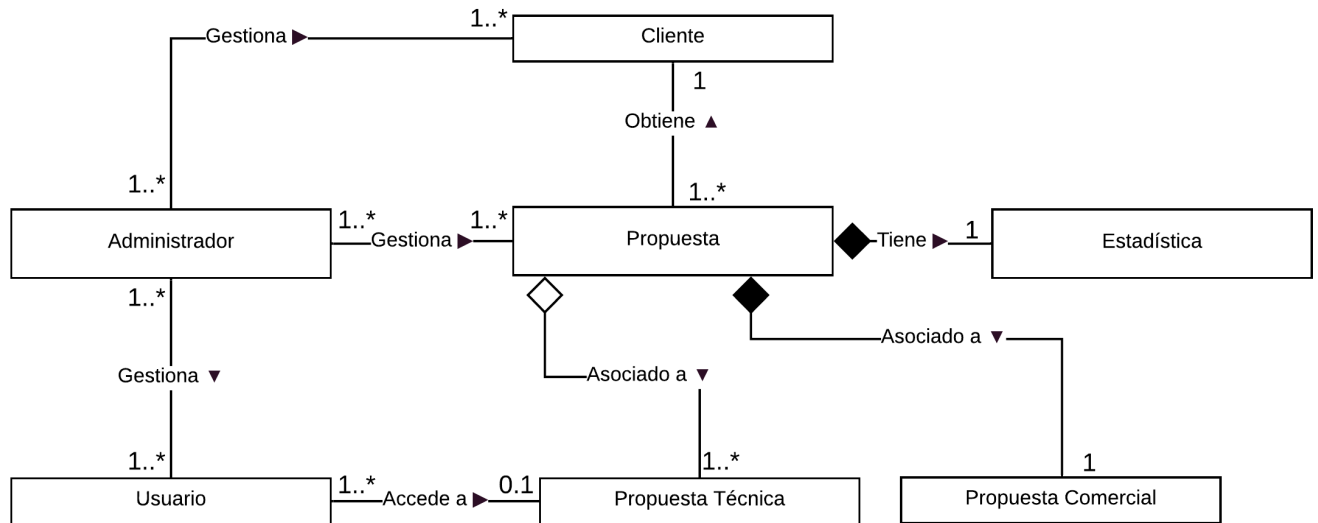 1..*
Gestiona ▶
Cliente
1
Obtiene ▲
1..*
1..*
Administrador
1..*
Gestiona ▶
1..*
Propuesta
Tiene ▶
1
Estadística
1..*
Asociado a ▼
Gestiona ▼
Asociado a ▼
1..*
1..*
1
Usuario
1..*
Accede a ▶
0.1
Propuesta Técnica
Propuesta Comercial